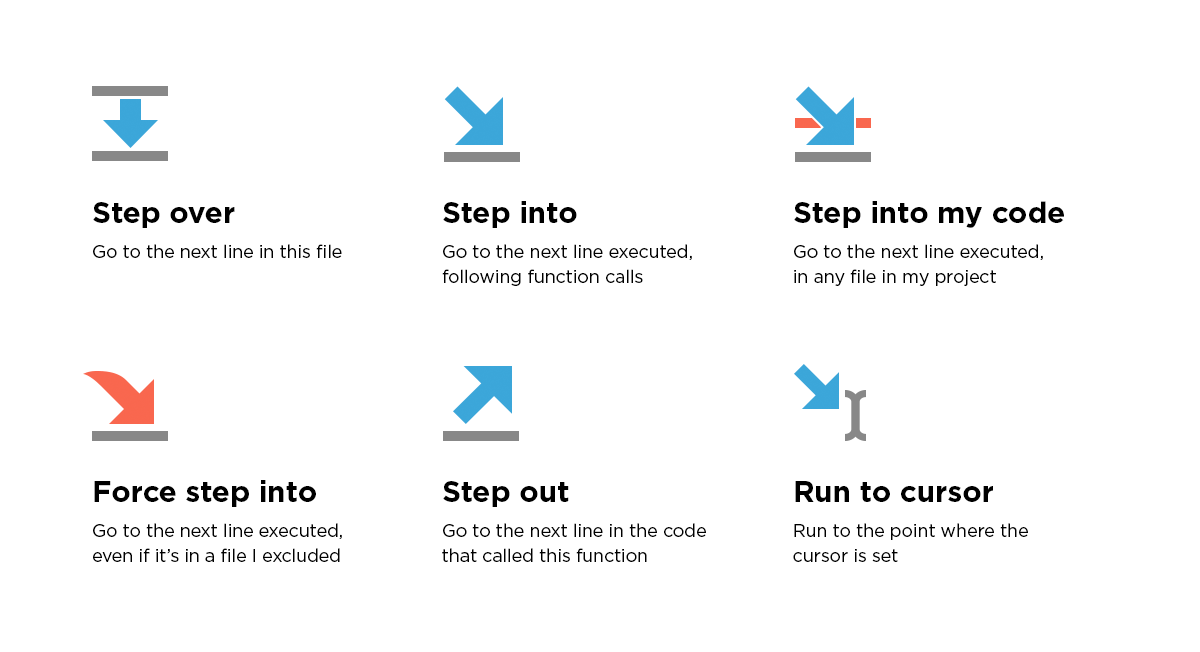 Step over
Go to the next line in this file
Step into
Go to the next line executed,
following function calls
Step into my code
Go to the next line executed,
in any file in my project
Force step into
Go to the next line executed,
even if it’s in a file I excluded
Step out
Go to the next line in the code
that called this function
Run to cursor
Run to the point where the
cursor is set